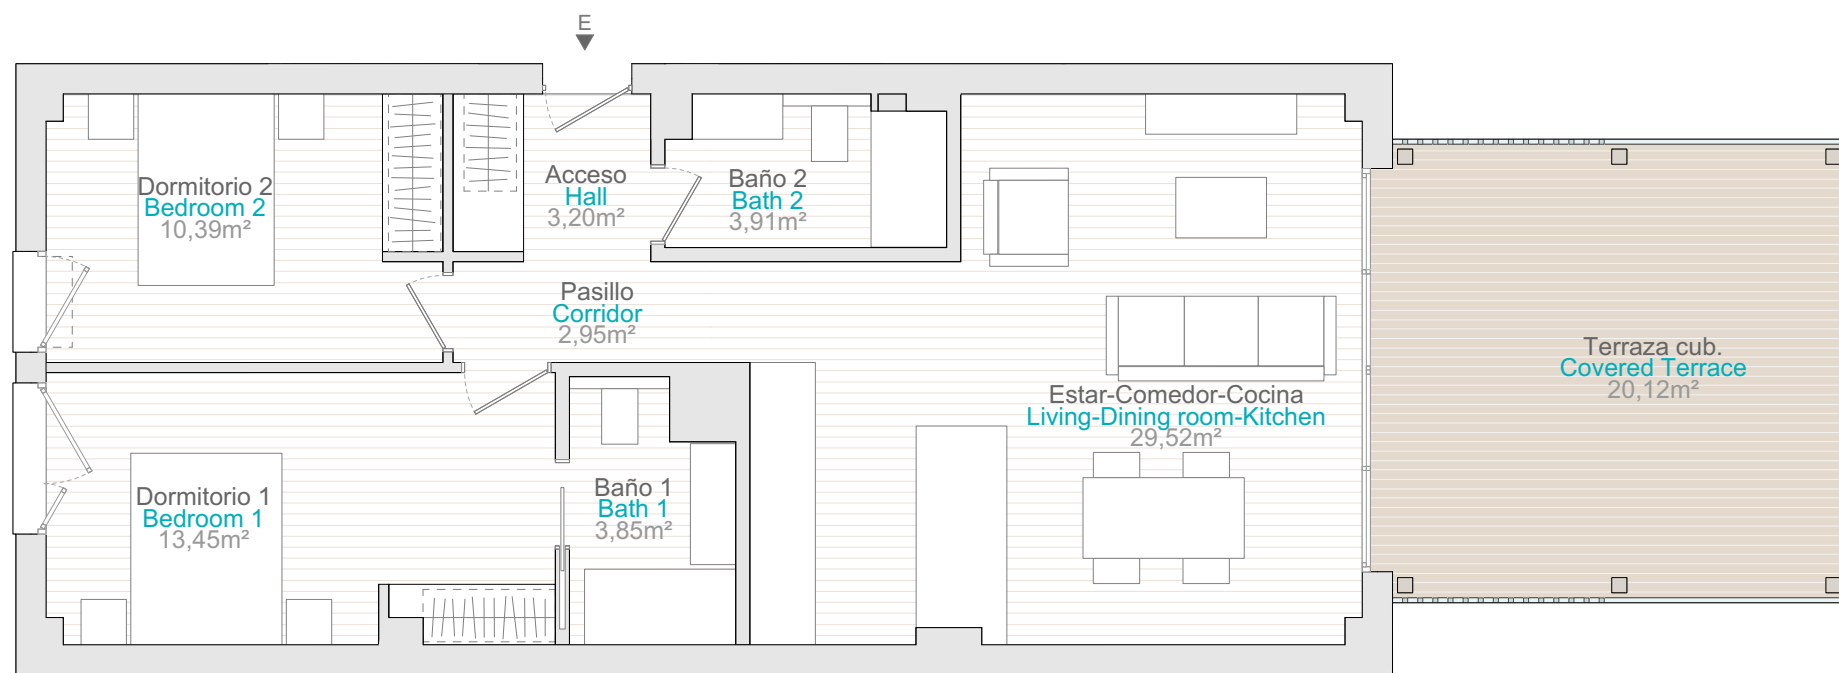 E
Dormitorio 2
Bedroom 2
10,39m²
Acceso
Hall
3,20m²
Baño 2
Bath 2
3,91m²
Pasillo
Corridor
2,95m²
Terraza cub.
Covered Terrace
20,12m²
Estar-Comedor-Cocina
Living-Dining room-Kitchen
29,52m²
Dormitorio 1
Bedroom 1
13,45m²
Baño 1
Bath 1
3,85m²